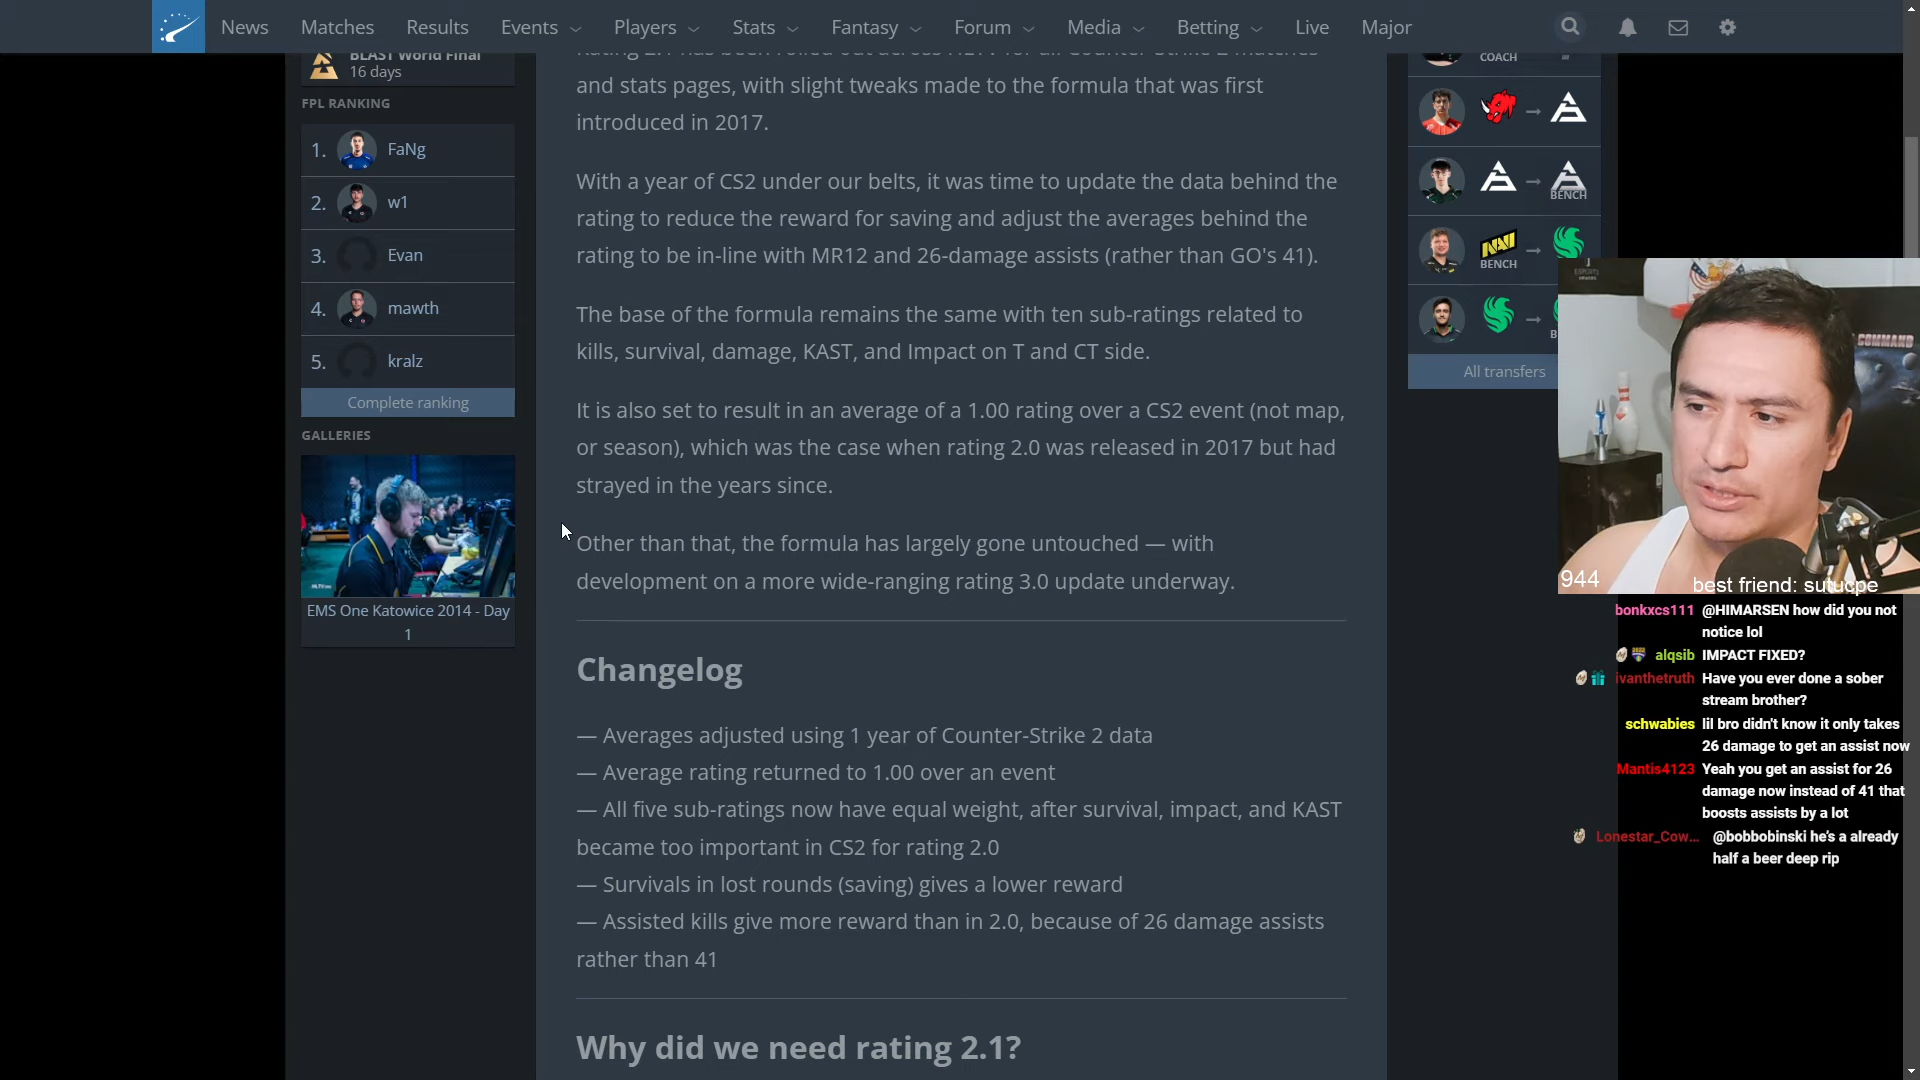 News Matches Results Events Players Stats Fantasy Forum Media Betting Live Major
BLAST World Final
16 days
FPL RANKING
1. FaNg
2. w1
3. Evan
4. mawth
5. kralz
Complete ranking
GALLERIES
EMS One Katowice 2014 - Day
1
and stats pages, with slight tweaks made to the formula that was first
introduced in 2017.
With a year of CS2 under our belts, it was time to update the data behind the
rating to reduce the reward for saving and adjust the averages behind the
rating to be in-line with MR12 and 26-damage assists (rather than GO's 41).
The base of the formula remains the same with ten sub-ratings related to
kills, survival, damage, KAST, and Impact on T and CT side.
It is also set to result in an average of a 1.00 rating over a CS2 event (not map,
or season), which was the case when rating 2.0 was released in 2017 but had
strayed in the years since.
Other than that, the formula has largely gone untouched — with
development on a more wide-ranging rating 3.0 update underway.
Changelog
— Averages adjusted using 1 year of Counter-Strike 2 data
— Average rating returned to 1.00 over an event
— All five sub-ratings now have equal weight, after survival, impact, and KAST
became too important in CS2 for rating 2.0
— Survivals in lost rounds (saving) gives a lower reward
— Assisted kills give more reward than in 2.0, because of 26 damage assists
rather than 41
Why did we need rating 2.1?
COACH
BENCH
NAVI
BENCH
All transfers
COMMAND
944
best friend: sutucpe
bonkxcs111 @HIMARSEN how did you not
notice lol
alqsib IMPACT FIXED?
ivanthetruth Have you ever done a sober
stream brother?
schwabies lil bro didn't know it only takes
26 damage to get an assist now
Mantis4123 Yeah you get an assist for 26
damage now instead of 41 that
boosts assists by a lot
Lonestar_Cow... @bobbobinski he's a already
half a beer deep rip